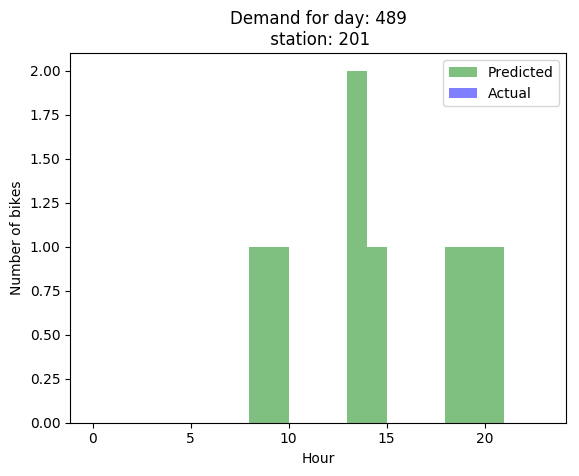 Demand for day: 489
station: 201
Predicted
Actual
2.00
1.75
1.50
1.25
1.00
0.75
0.50
0.25
0.00
Number of bikes
0 5 10 15 20
Hour